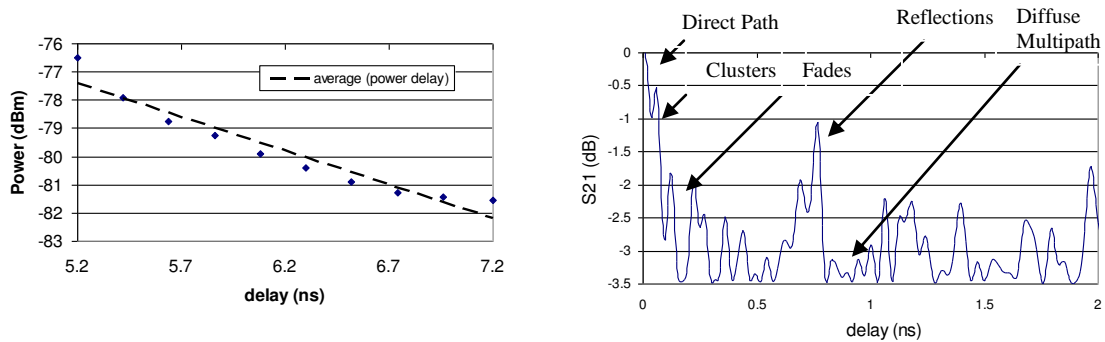 -76
-77
-78
-79
-80
-81
-82
-83
5.2 5.7 6.2 6.7 7.2
Power (dBm)
delay (ns)
average (power delay)
Direct Path
Reflections
Diffuse
Multipath
Clusters
Fades
0
-0.5
-1
-1.5
-2
-2.5
-3
-3.5
0 0.5 1 1.5 2
S21 (dB)
delay (ns)